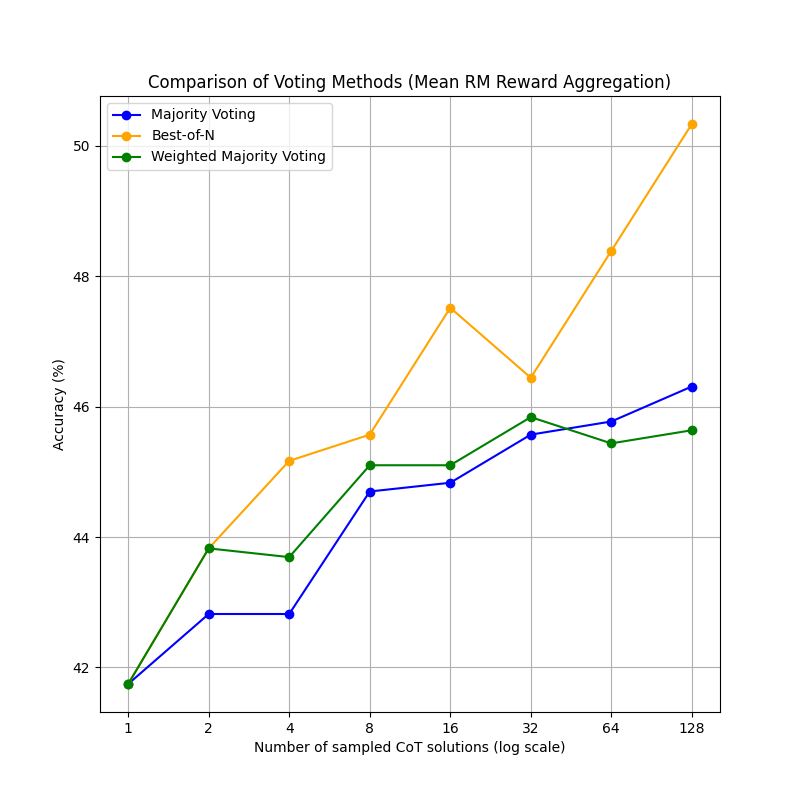 Comparison of Voting Methods (Mean RM Reward Aggregation)
Majority Voting
Best-of-N
Weighted Majority Voting
50
48
46
44
42
Accuracy (%)
1 2 4 8 16 32 64 128
Number of sampled CoT solutions (log scale)